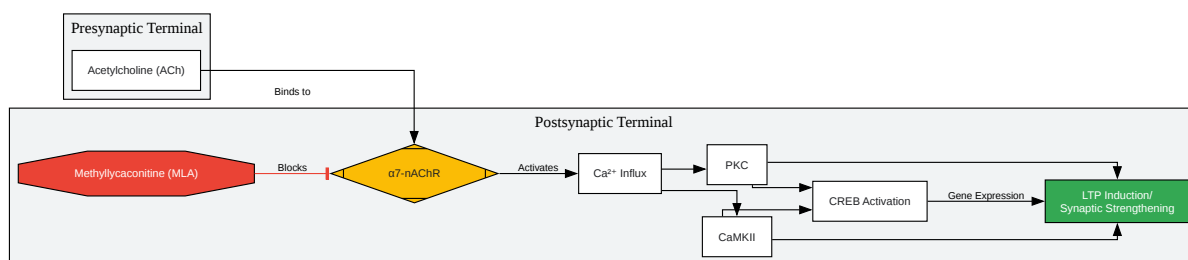 Presynaptic Terminal
Acetylcholine (ACh)
Binds to
Postsynaptic Terminal
Methyllycaconitine (MLA)
Blocks
α7-nAChR
Activates
Ca²⁺ Influx
PKC
CaMKII
CREB Activation
Gene Expression
LTP Induction/
Synaptic Strengthening